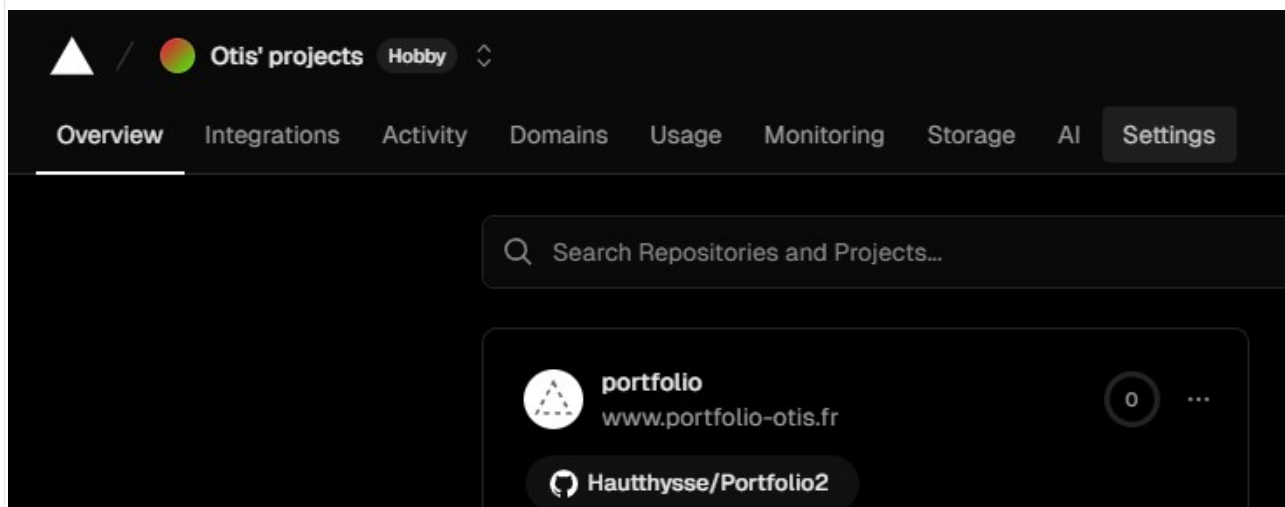 Otis' projects Hobby
Overview Integrations Activity Domains Usage Monitoring Storage AI Settings
Search Repositories and Projects...
portfolio
www.portfolio-otis.fr
0
Hautthysse/Portfolio2